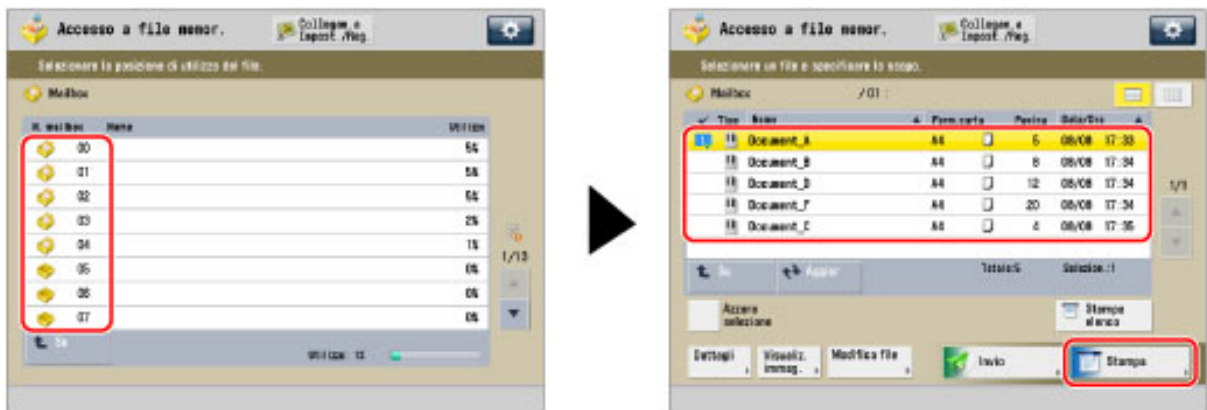 Accesso a file memor.
Collegam. e
Impost./Reg.
Selezionare la posizione di utilizzo del file.
Mailbox
N. mailbox Nome Utilizzo
00 5%
01 5%
02 5%
03 2%
04 1%
05 0%
06 0%
07 0%
1/13
Su
Utilizzo 1%
Accesso a file memor.
Collegam. e
Impost./Reg.
Selezionare un file e specificare lo scopo.
Mailbox /01 :
Tipo Nome Form.carta Pagina Data/Ora
1 Document_A A4 6 08/08 17:33
Document_B A4 8 08/08 17:34
Document_D A4 12 08/08 17:34
Document_F A4 20 08/08 17:34
Document_C A4 4 08/08 17:35
1/1
Su Aggior. Totale:5 Selezion.:1
Azzera
selezione
Stampa
elenco
Dettagli
Visualiz.
immag.
Modifica file
Invio
Stampa